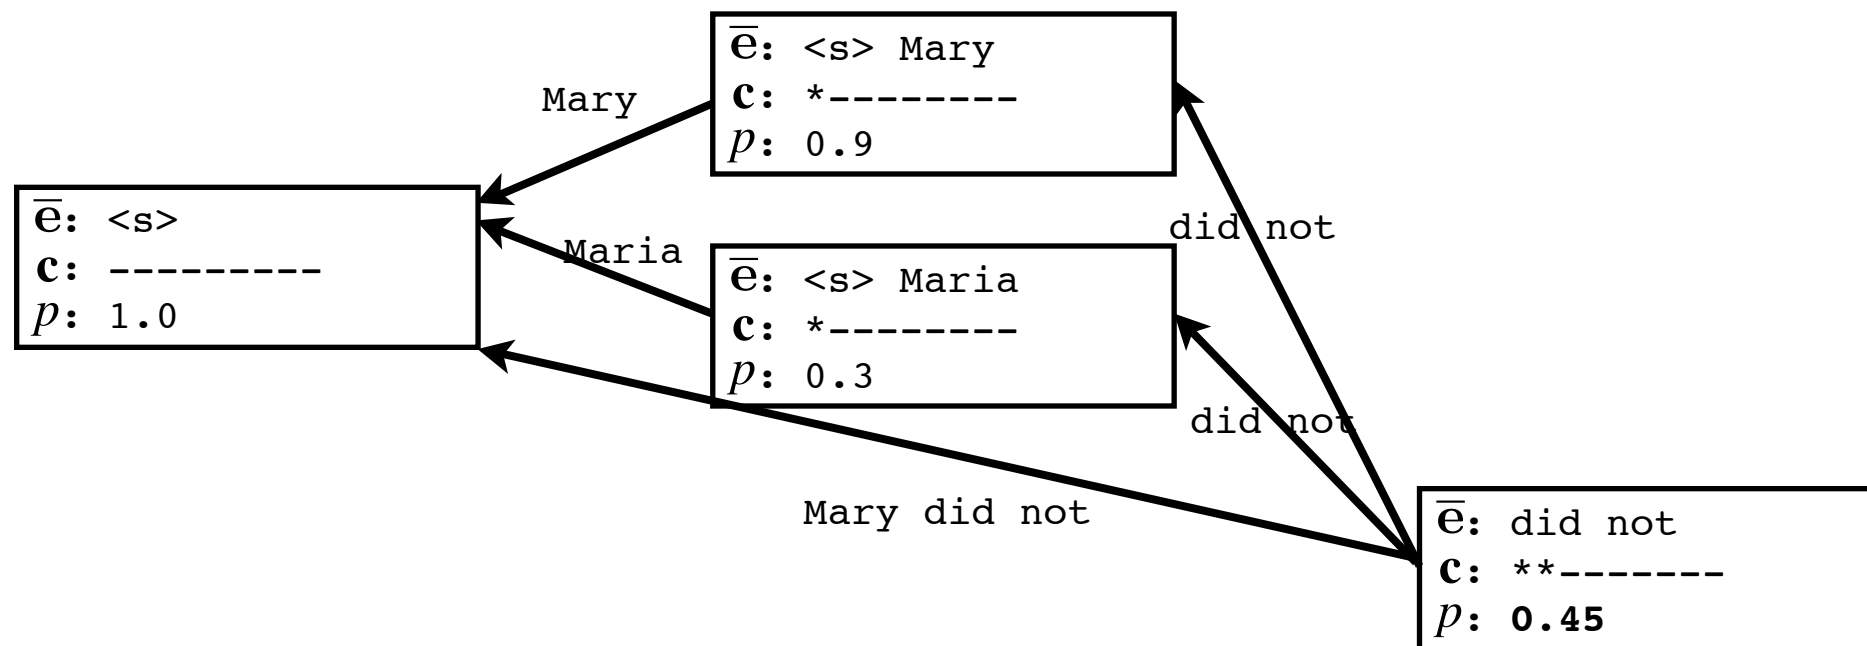 e̅: <s> Mary
c: *--------
p: 0.9
Mary
e̅: <s>
c: ---------
p: 1.0
Maria
did not
e̅: <s> Maria
c: *--------
p: 0.3
did not
Mary did not
e̅: did not
c: **-------
p: 0.45